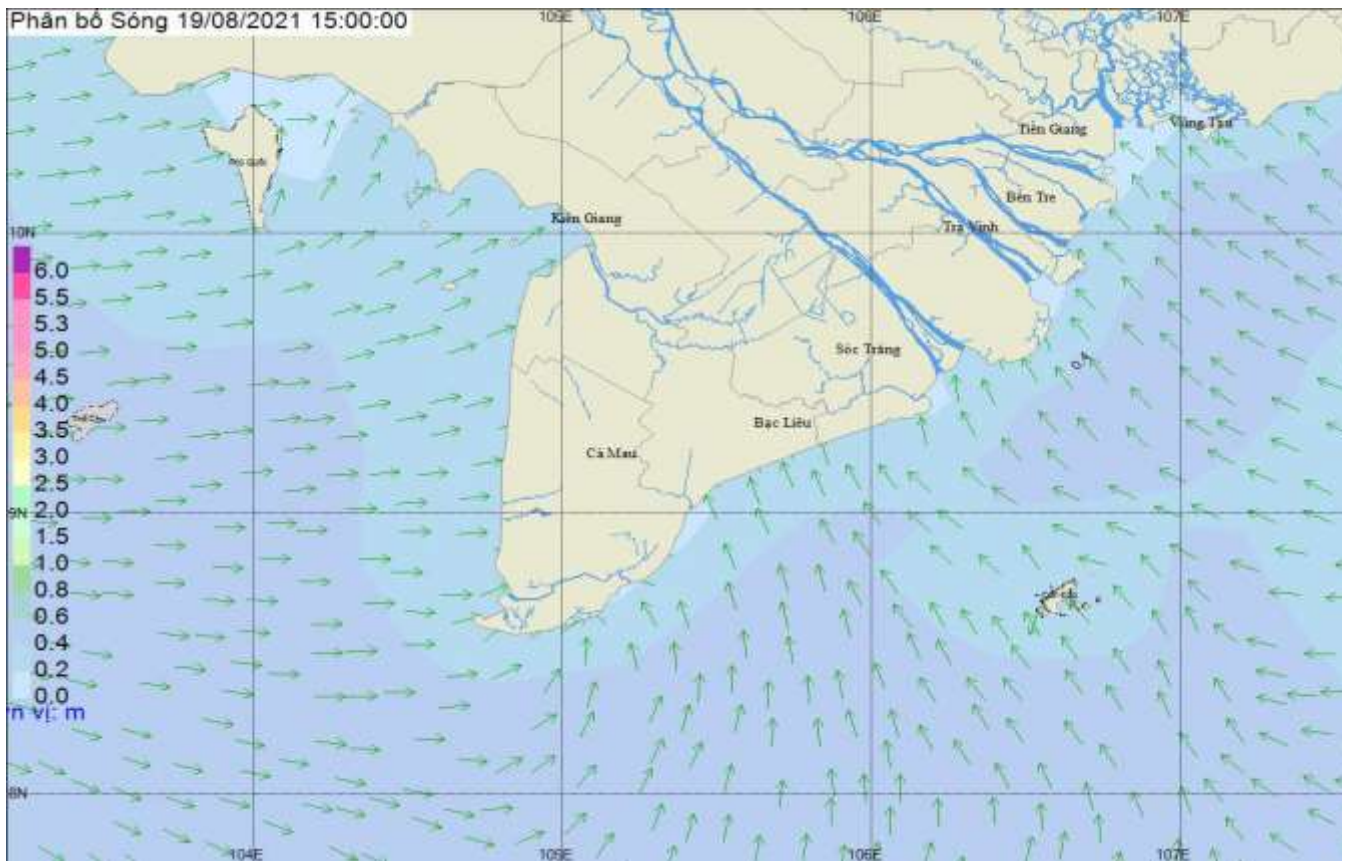 Phân bố Sóng 19/08/2021 15:00:00
105E
106E
107E
Tiền Giang
Vũng Tàu
Bến Tre
Kiên Giang
Trà Vinh
10N
6.0
5.5
5.3
5.0
4.5
4.0
3.5
3.0
2.5
2.0
1.5
1.0
0.8
0.6
0.4
0.2
0.0
0.4
Sóc Trăng
Bạc Liêu
Cà Mau
9N
rn vị: m
8N
104E
105E
106E
107E